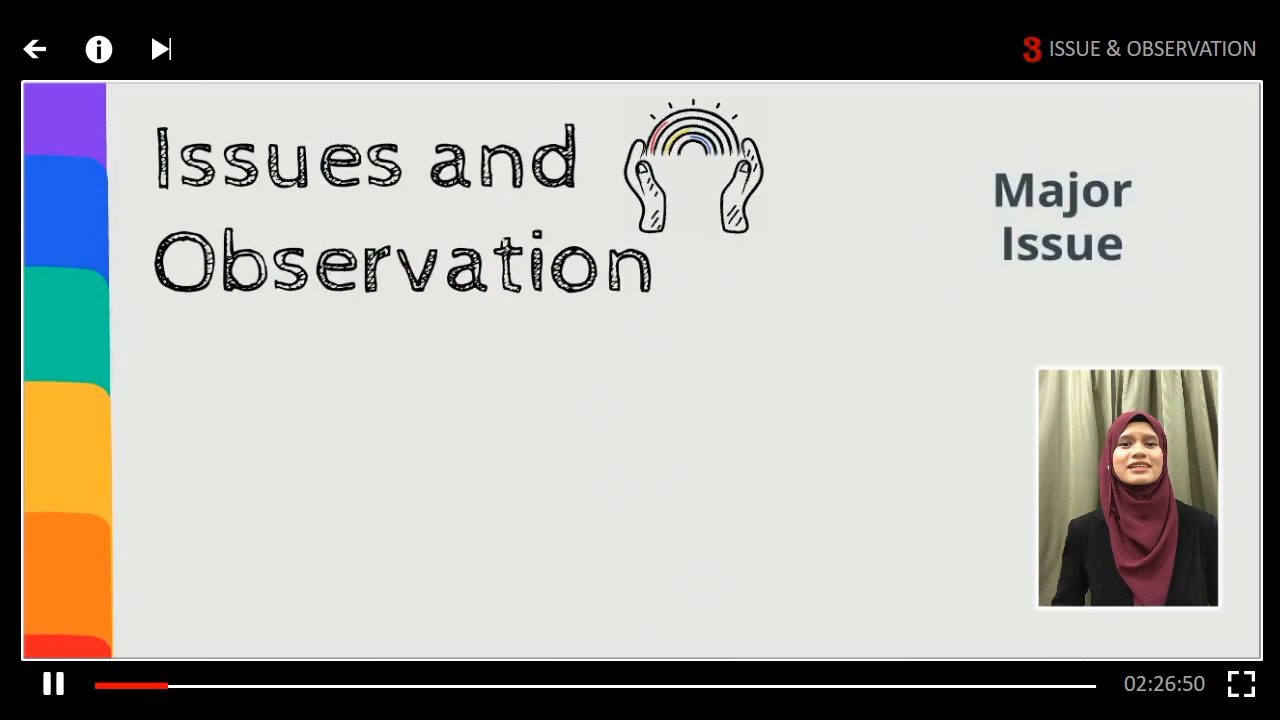 3 ISSUE & OBSERVATION
Issues and
Observation
Major
Issue
02:26:50